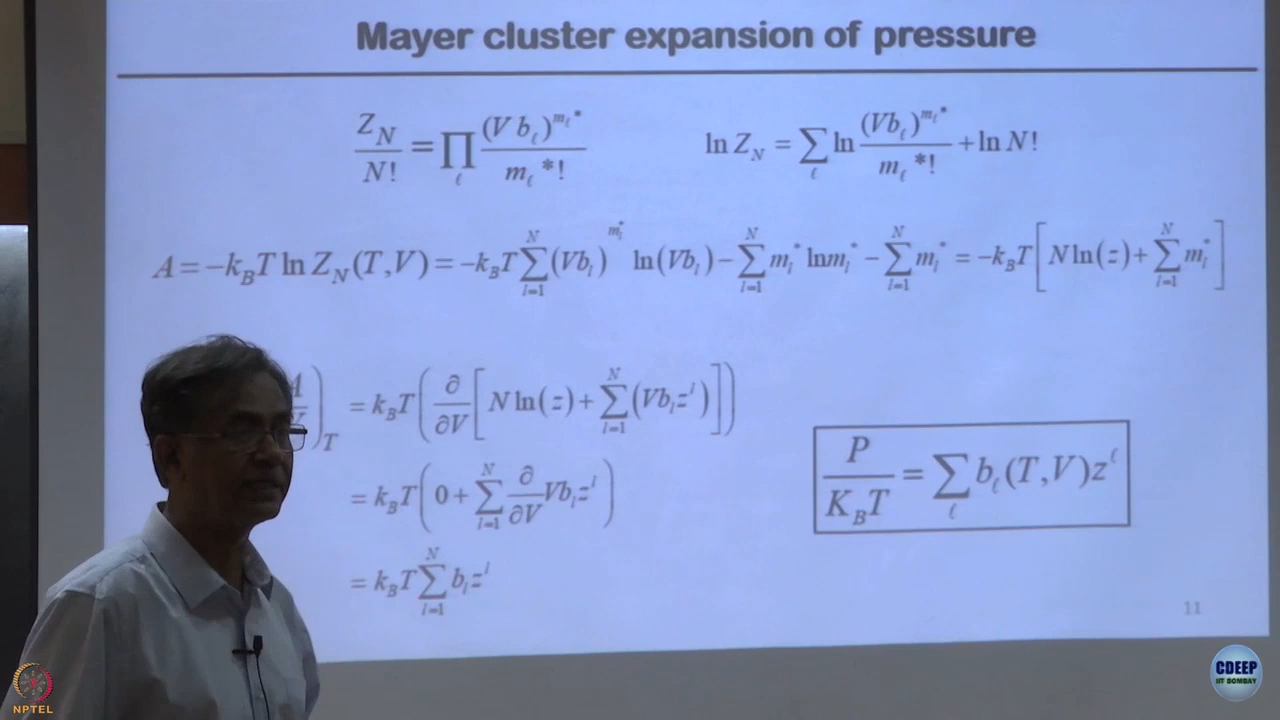 Mayer cluster expansion of pressure
Z_N / N! = ∏_ℓ (V b_ℓ)^{m_ℓ*} / m_ℓ*!
ln Z_N = ∑_ℓ ln (Vb_ℓ)^{m_ℓ*} / m_ℓ*! + ln N!
A = −k_B T ln Z_N (T,V) = −k_B T ∑_{l=1}^{N} (Vb_l)^{m_l^*} ln(Vb_l) − ∑_{l=1}^{N} m_l^* ln m_l^* − ∑_{l=1}^{N} m_l^* = −k_B T [ N ln(z) + ∑_{l=1}^{N} m_l^* ]
)_T = k_B T ( ∂/∂V [ N ln(z) + ∑_{l=1}^{N} (Vb_l z^l) ] )
= k_B T ( 0 + ∑_{l=1}^{N} ∂/∂V Vb_l z^l )
= k_B T ∑_{l=1}^{N} b_l z^l
P / K_B T = ∑_ℓ b_ℓ (T,V) z^ℓ
11
NPTEL
CDEEP
IIT BOMBAY